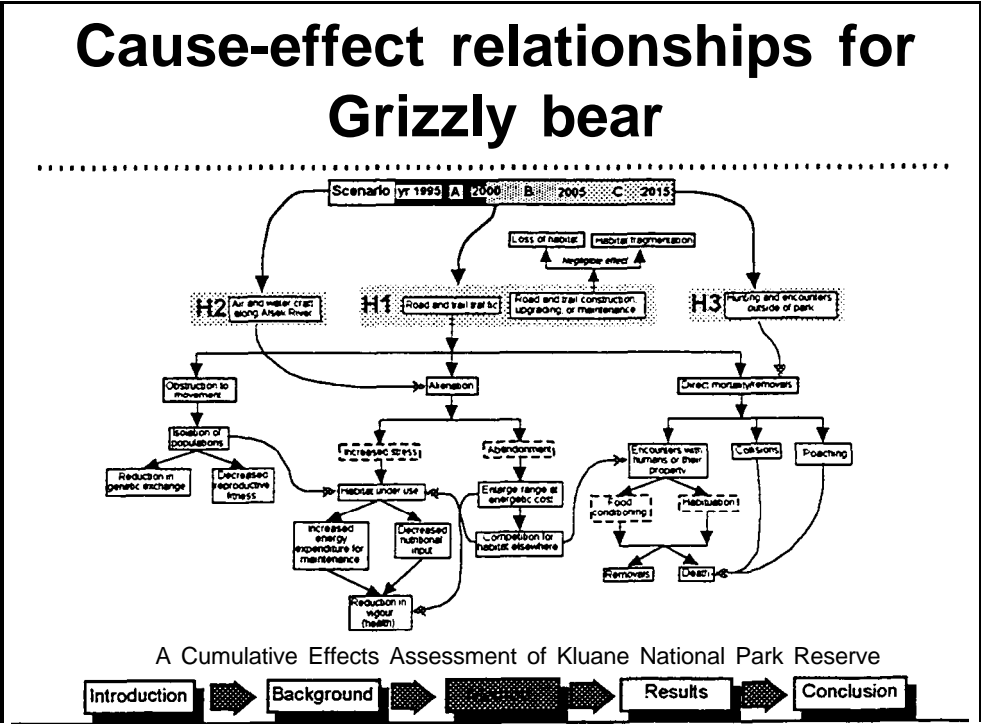 Cause-effect relationships for
Grizzly bear
Scenario yr 1995 A 2000 B 2005 C 2015
Loss of habitat
Habitat fragmentation
Negligible effect
H2
Air and water craft
along Alsek River
H1
Road and trail traffic
Road and trail construction,
upgrading, or maintenance
H3
Hunting and encounters
outside of park
Obstruction to
movement
Alienation
Direct mortality/removals
Isolation of
populations
Increased stress
Abandonment
Encounters with
humans or their
property
Collisions
Poaching
Reduction in
genetic exchange
Decreased
reproductive
fitness
Habitat under use
Enlarge range at
energetic cost
Food
conditioning
Habituation
Increased
energy
expenditure for
maintenance
Decreased
nutritional
input
Competition for
habitat elsewhere
Removals
Death
Reduction in
vigour
(health)
A Cumulative Effects Assessment of Kluane National Park Reserve
Introduction
Background
Results
Conclusion